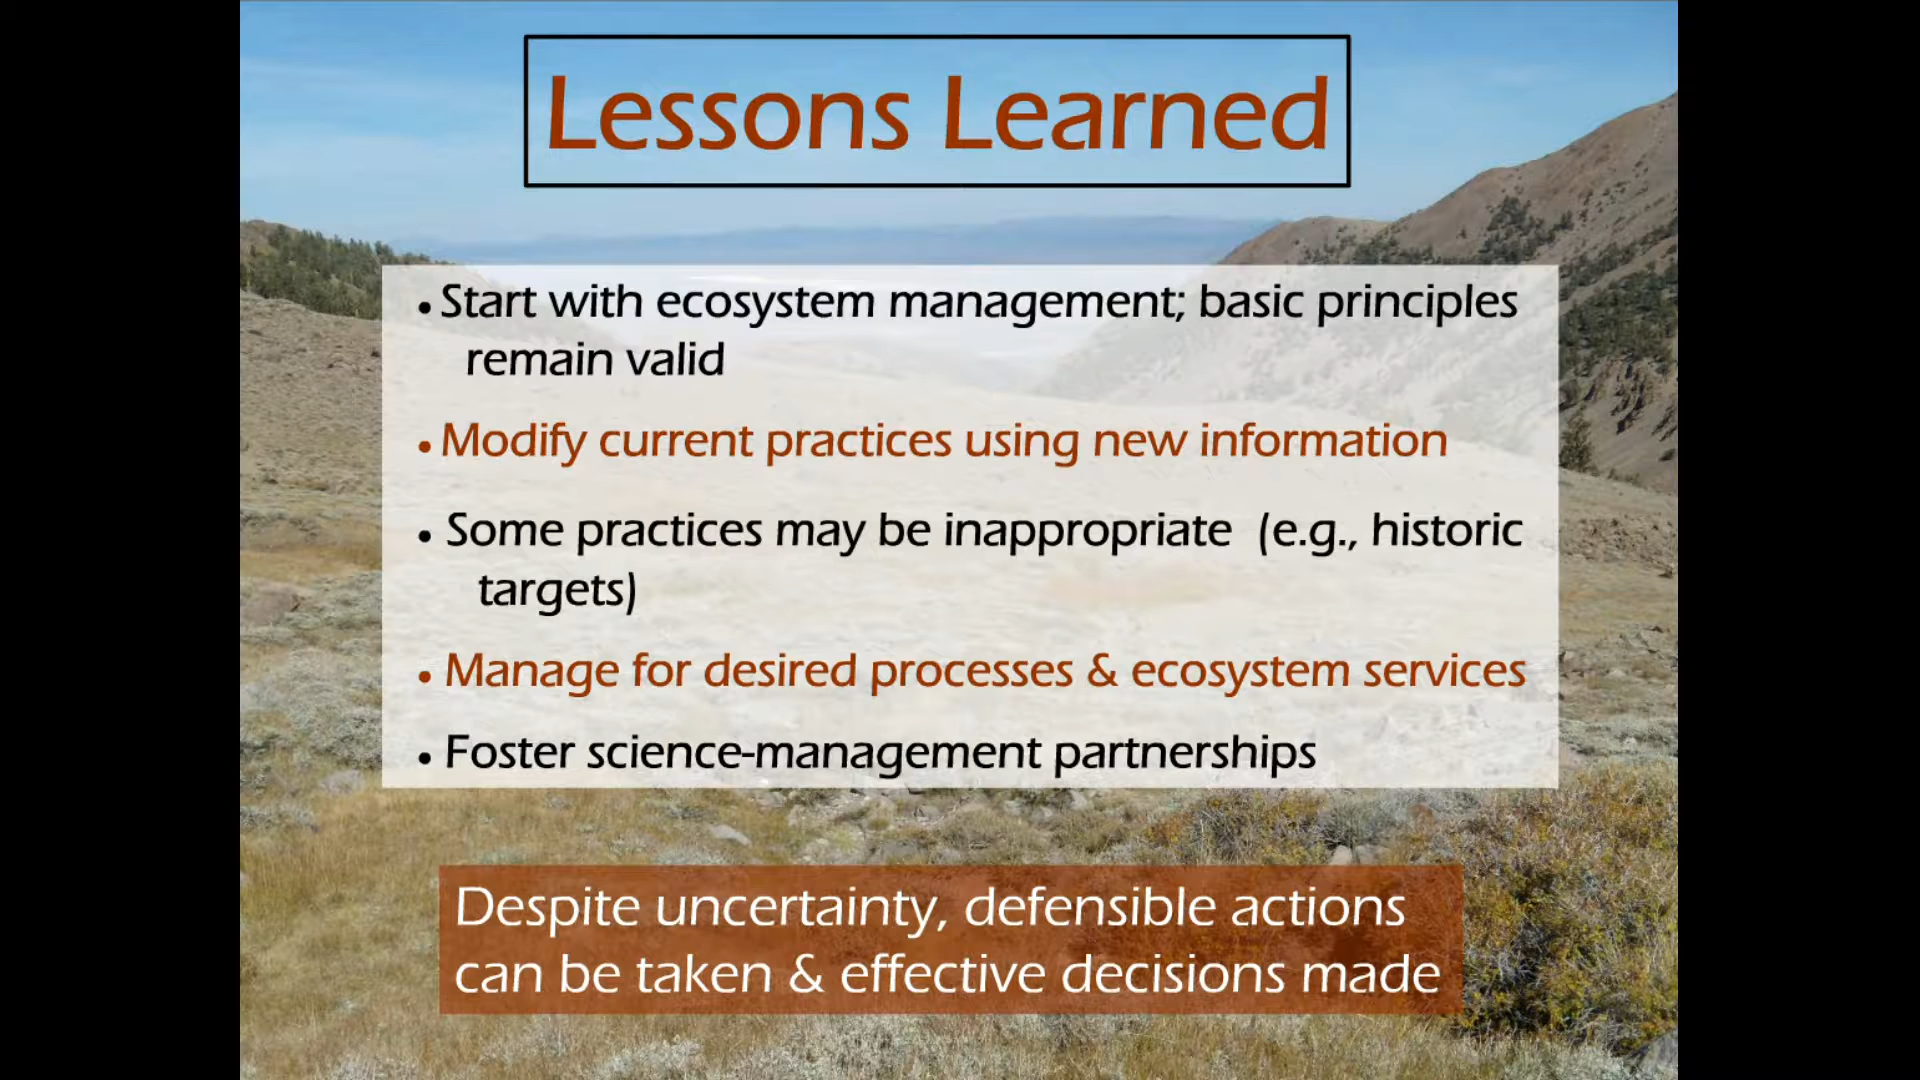 Lessons Learned
• Start with ecosystem management; basic principles
remain valid
• Modify current practices using new information
• Some practices may be inappropriate (e.g., historic
targets)
• Manage for desired processes & ecosystem services
• Foster science-management partnerships
Despite uncertainty, defensible actions
can be taken & effective decisions made